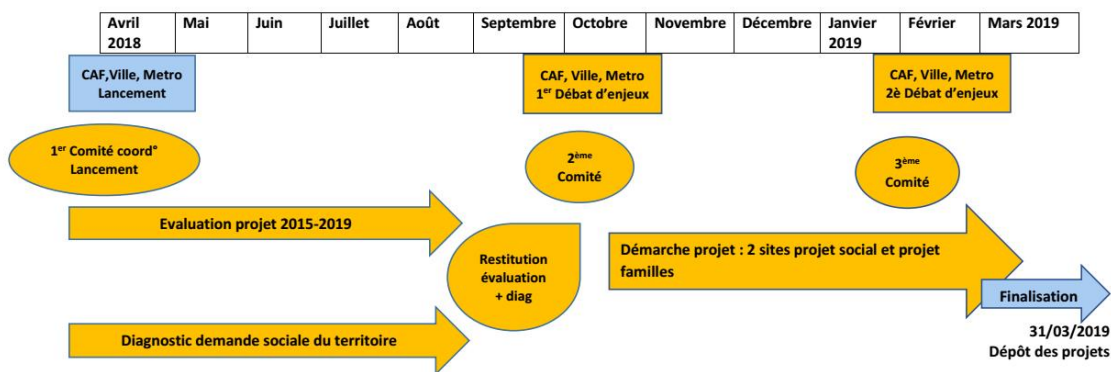 Avril 2018 Mai Juin Juillet Août Septembre Octobre Novembre Décembre Janvier 2019 Février Mars 2019
CAF,Ville, Metro
Lancement
CAF, Ville, Metro
1er Débat d'enjeux
CAF, Ville, Metro
2è Débat d'enjeux
1er Comité coord°
Lancement
2ème
Comité
3ème
Comité
Evaluation projet 2015-2019
Restitution
évaluation
+ diag
Démarche projet : 2 sites projet social et projet
familles
Finalisation
Diagnostic demande sociale du territoire
31/03/2019
Dépôt des projets